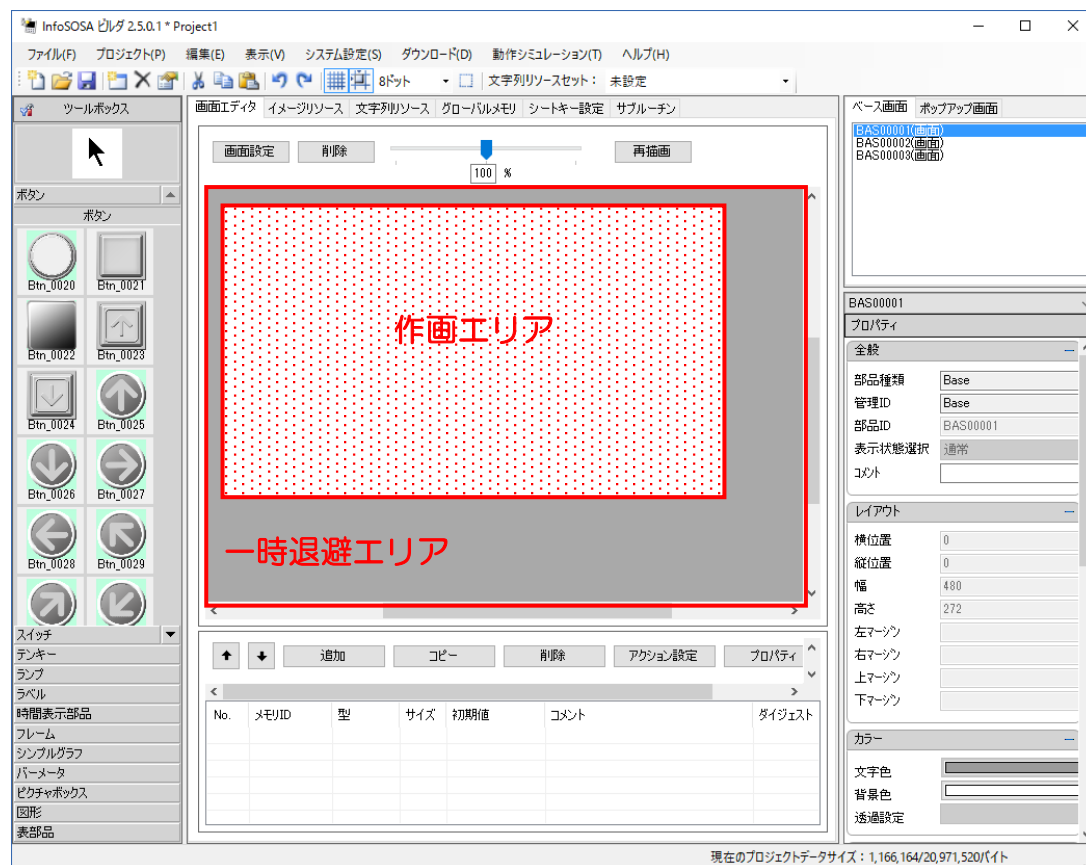 InfoSOSA ビルダ 2.5.0.1 * Project1
ファイル(F) プロジェクト(P) 編集(E) 表示(V) システム設定(S) ダウンロード(D) 動作シミュレーション(T) ヘルプ(H)
8ドット 文字列リソースセット： 未設定
ツールボックス
ボタン
ボタン
Btn_0020 Btn_0021
Btn_0022 Btn_0023
Btn_0024 Btn_0025
Btn_0026 Btn_0027
Btn_0028 Btn_0029
スイッチ
テンキー
ランプ
ラベル
時間表示部品
フレーム
シンプルグラフ
バーメータ
ピクチャボックス
図形
表部品
画面エディタ イメージリソース 文字列リソース グローバルメモリ シートキー設定 サブルーチン
画面設定 削除 再描画
100 %
作画エリア
一時退避エリア
追加 コピー 削除 アクション設定 プロパティ
No. メモリID 型 サイズ 初期値 コメント ダイジェスト
ベース画面 ポップアップ画面
BAS00001(画面)
BAS00002(画面)
BAS00003(画面)
BAS00001
プロパティ
全般
部品種類 Base
管理ID Base
部品ID BAS00001
表示状態選択 通常
コメント
レイアウト
横位置 0
縦位置 0
幅 480
高さ 272
左マージン
右マージン
上マージン
下マージン
カラー
文字色
背景色
透過設定
現在のプロジェクトデータサイズ：1,166,164/20,971,520バイト